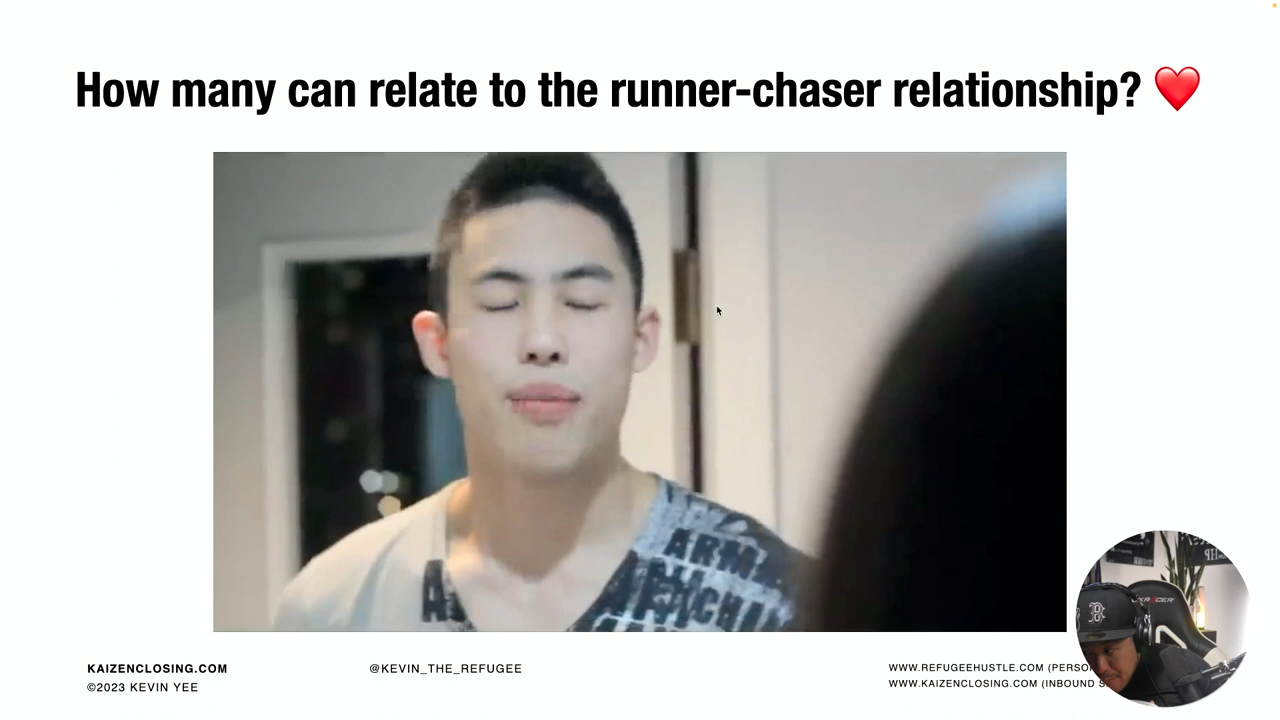 How many can relate to the runner-chaser relationship? ❤️
ARM
KAIZENCLOSING.COM
@KEVIN_THE_REFUGEE
WWW.REFUGEEHUSTLE.COM (PERSO
©2023 KEVIN YEE
WWW.KAIZENCLOSING.COM (INBOUND S
B